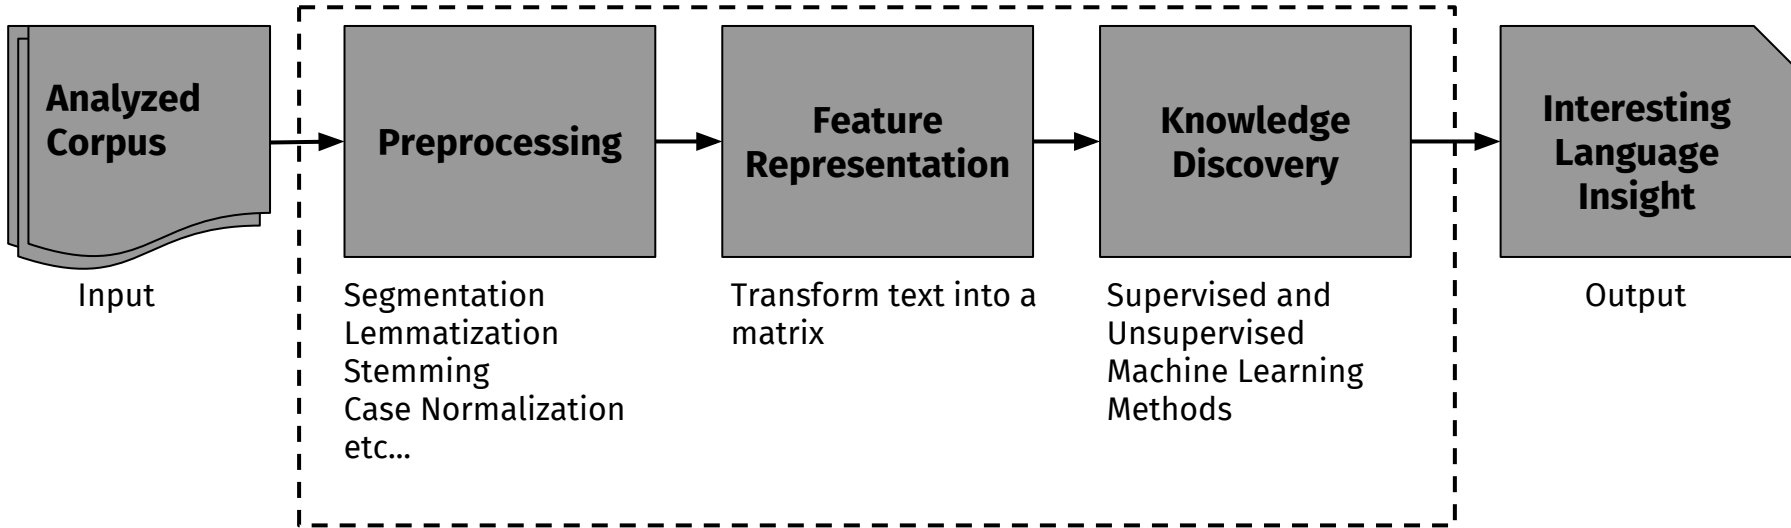 Analyzed
Corpus
Preprocessing
Feature
Representation
Knowledge
Discovery
Interesting
Language
Insight
Input
Segmentation
Lemmatization
Stemming
Case Normalization
etc...
Transform text into a
matrix
Supervised and
Unsupervised
Machine Learning
Methods
Output